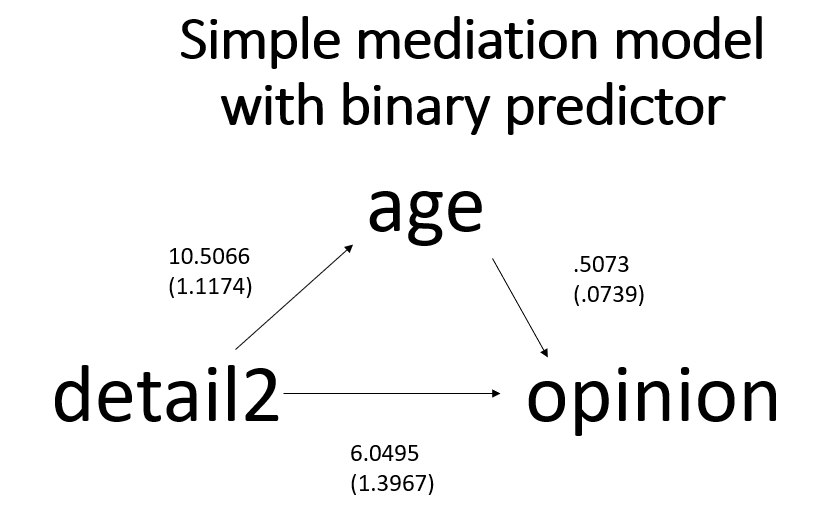 Simple mediation model
with binary predictor
age
10.5066
(1.1174)
.5073
(.0739)
detail2
opinion
6.0495
(1.3967)